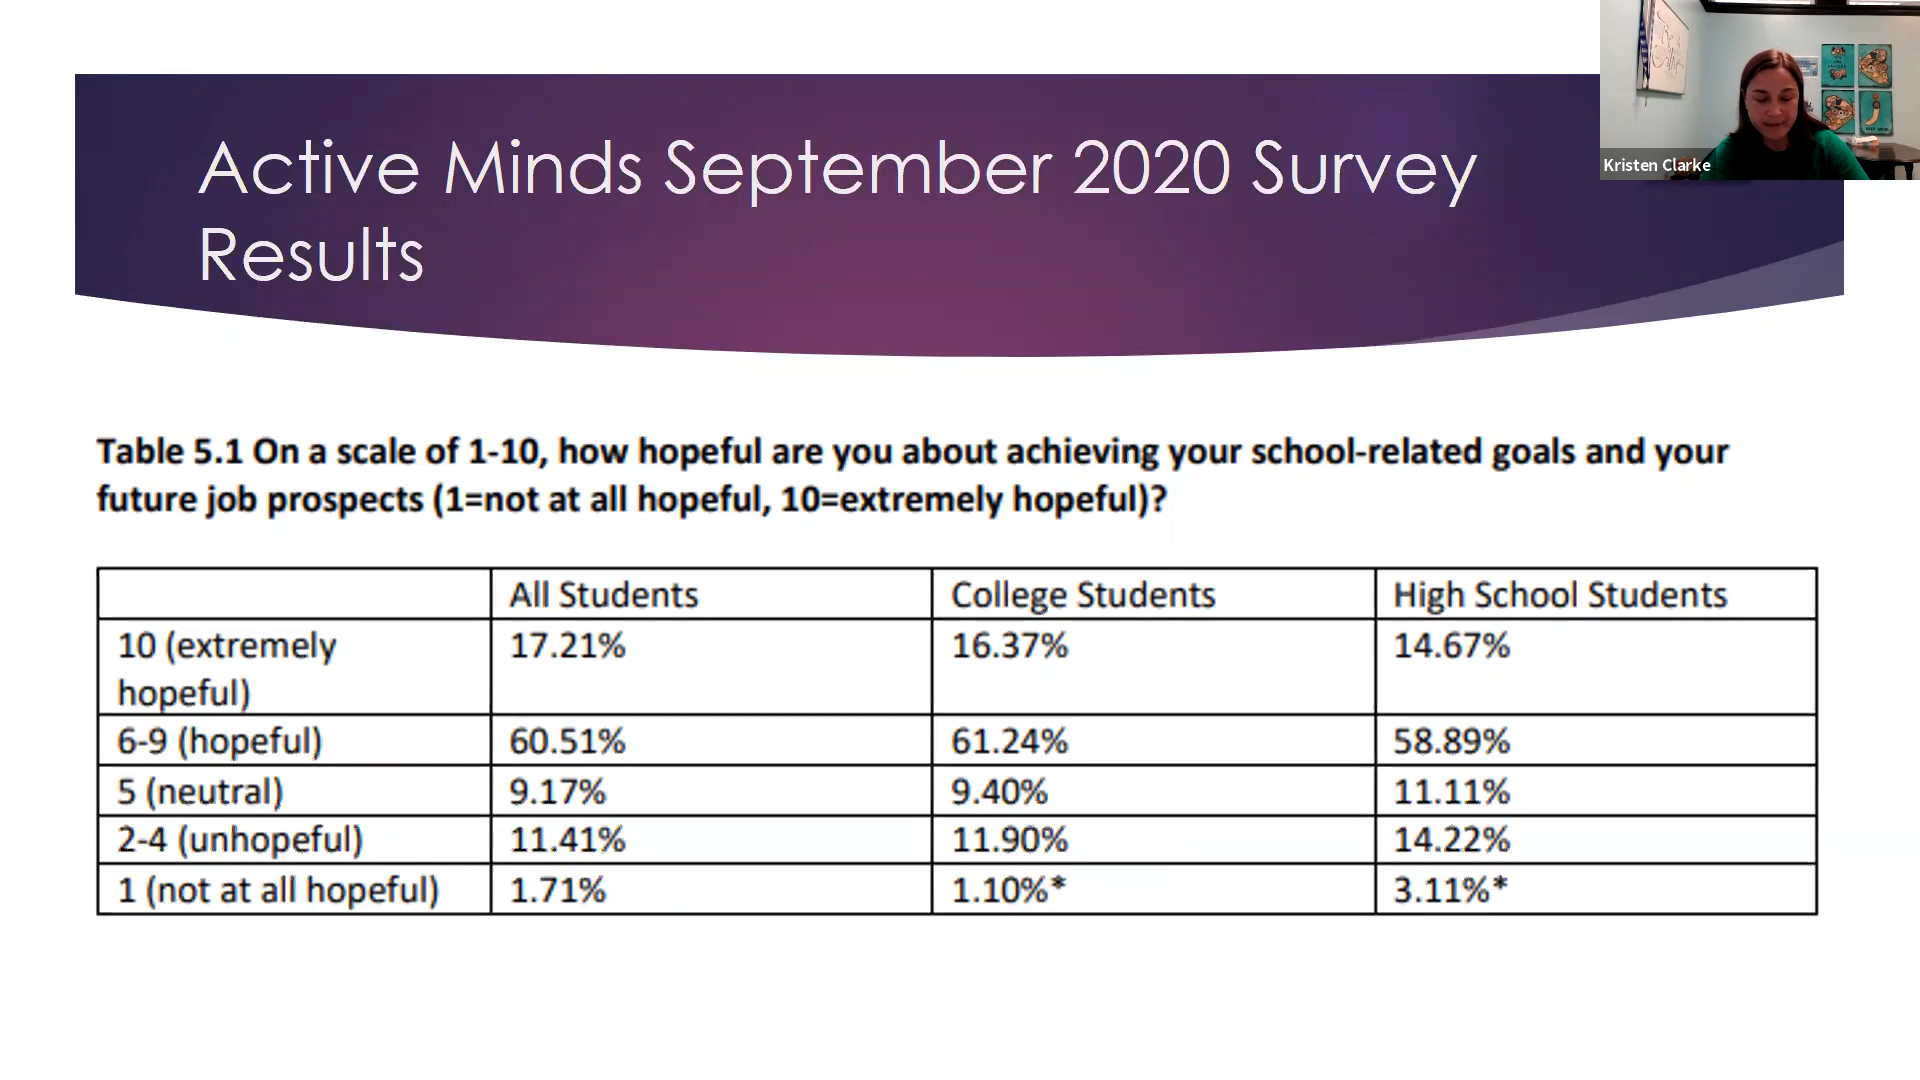 Active Minds September 2020 Survey
Results
Kristen Clarke
Table 5.1 On a scale of 1-10, how hopeful are you about achieving your school-related goals and your
future job prospects (1=not at all hopeful, 10=extremely hopeful)?
All Students College Students High School Students
10 (extremely
hopeful) 17.21% 16.37% 14.67%
6-9 (hopeful) 60.51% 61.24% 58.89%
5 (neutral) 9.17% 9.40% 11.11%
2-4 (unhopeful) 11.41% 11.90% 14.22%
1 (not at all hopeful) 1.71% 1.10%* 3.11%*